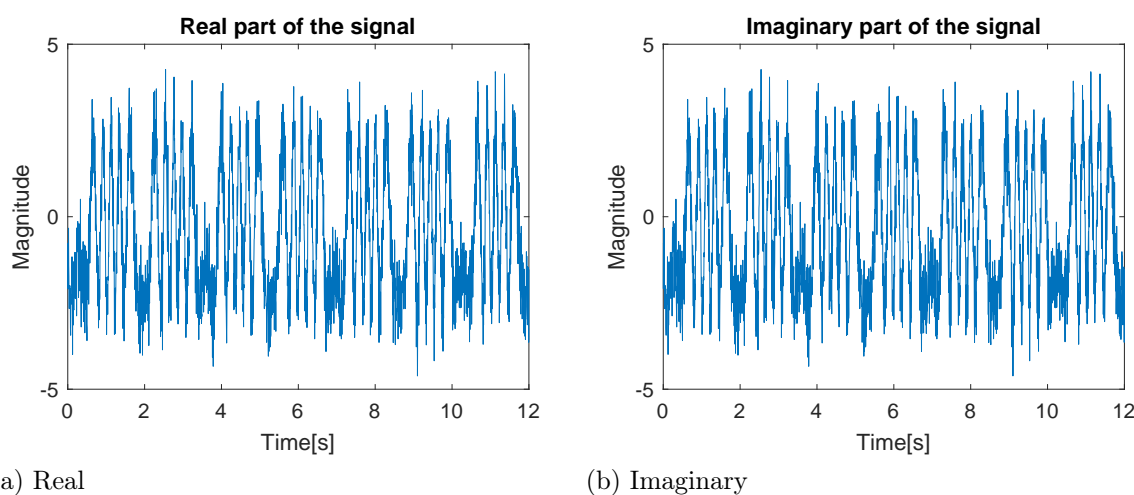 Real part of the signal
5
0
-5
Magnitude
0 2 4 6 8 10 12
Time[s]
a) Real
Imaginary part of the signal
5
0
-5
Magnitude
0 2 4 6 8 10 12
Time[s]
(b) Imaginary